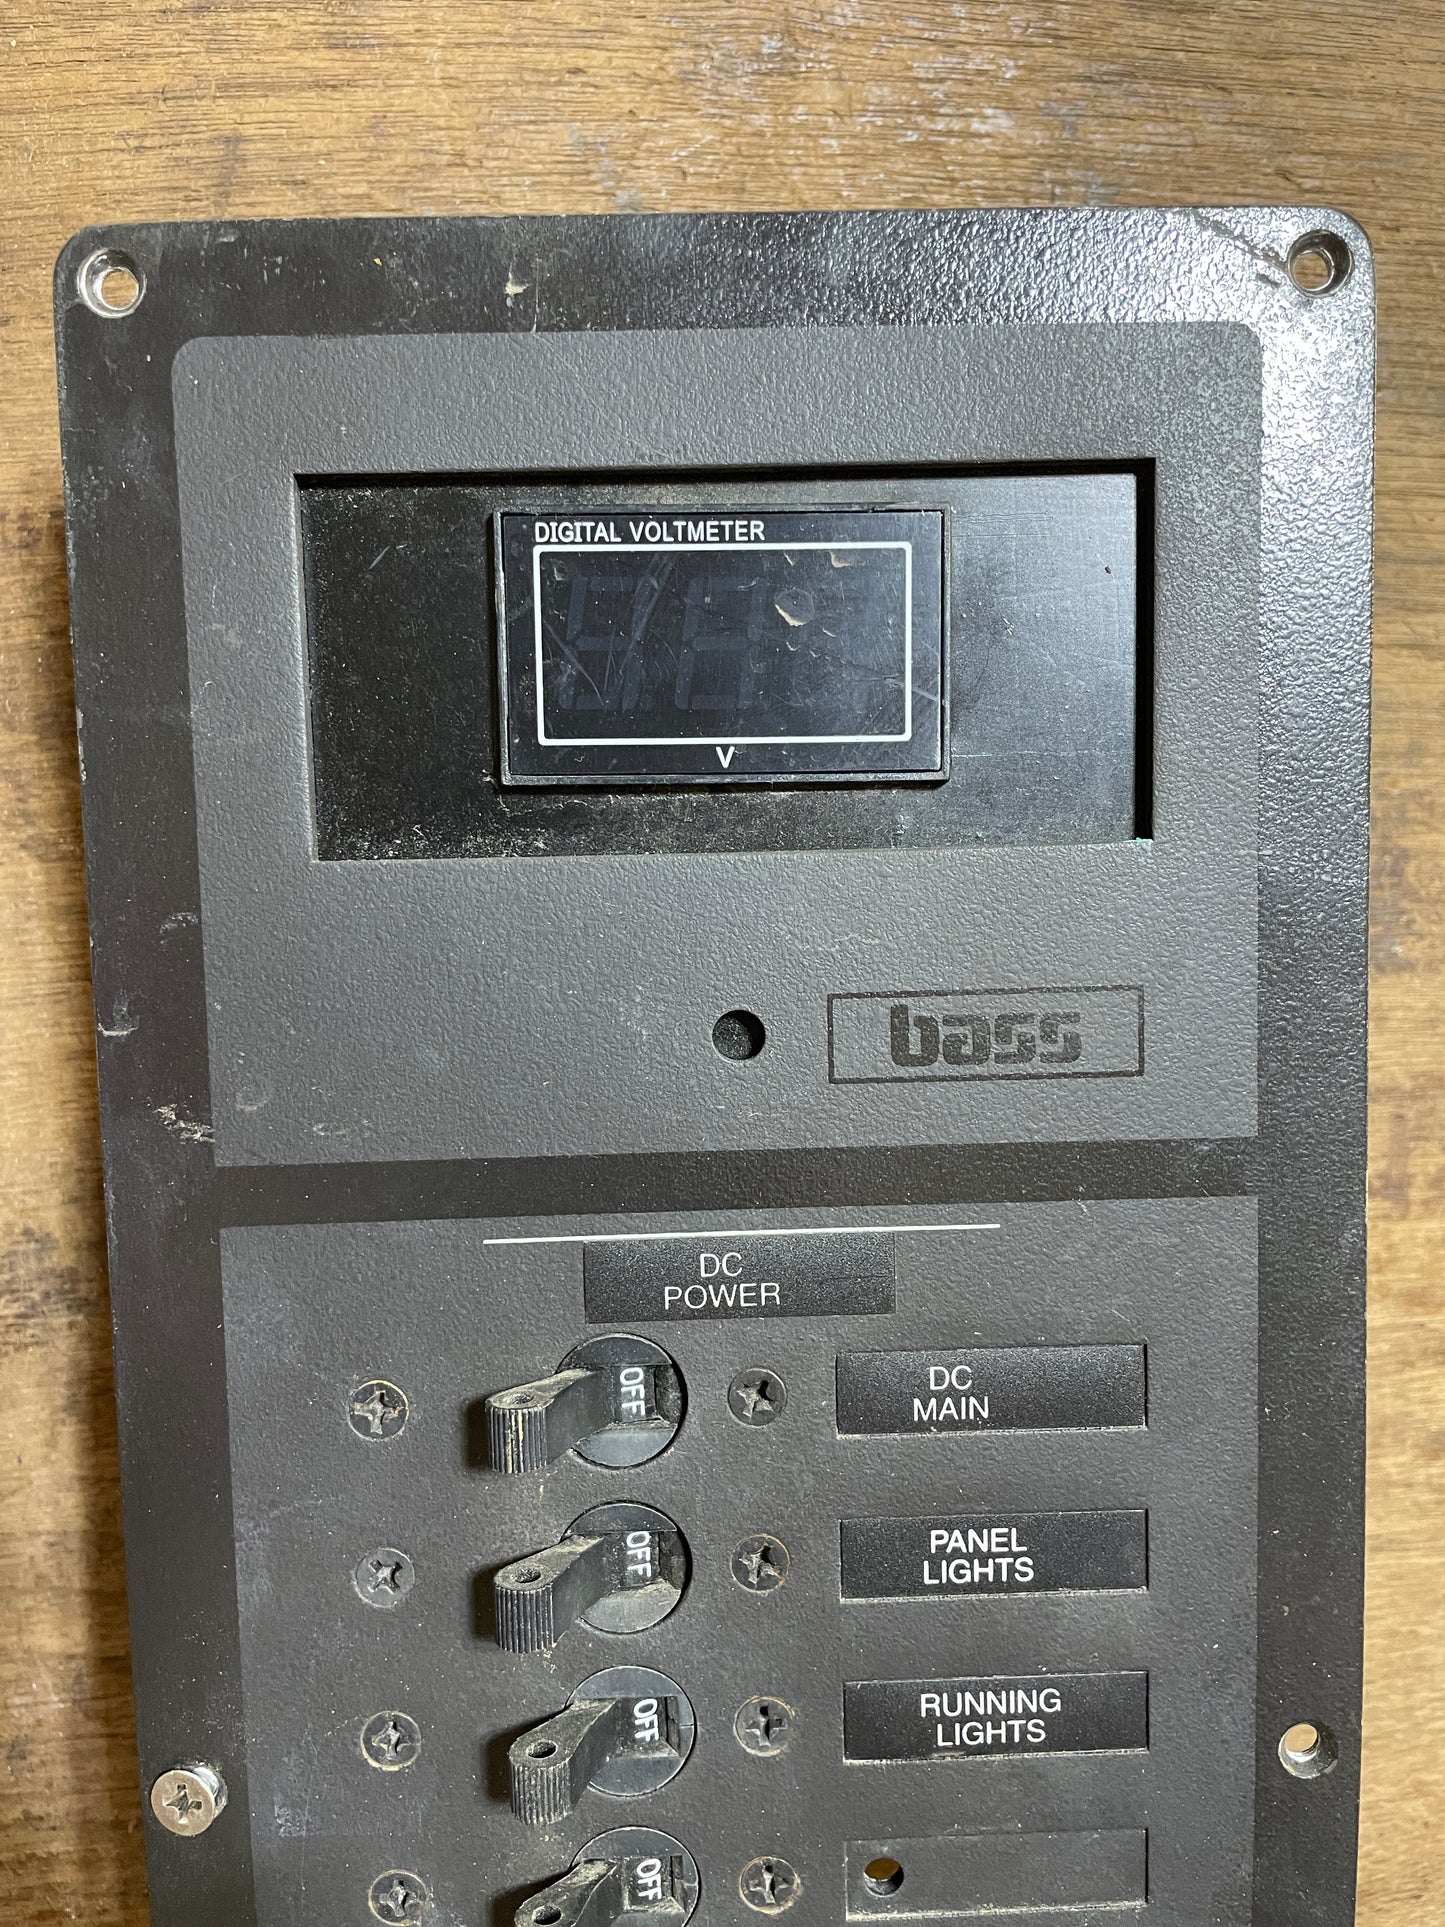 DIGITAL VOLTMETER
V
bass
DC
POWER
OFF
DC
MAIN
OFF
PANEL
LIGHTS
OFF
RUNNING
LIGHTS
OFF